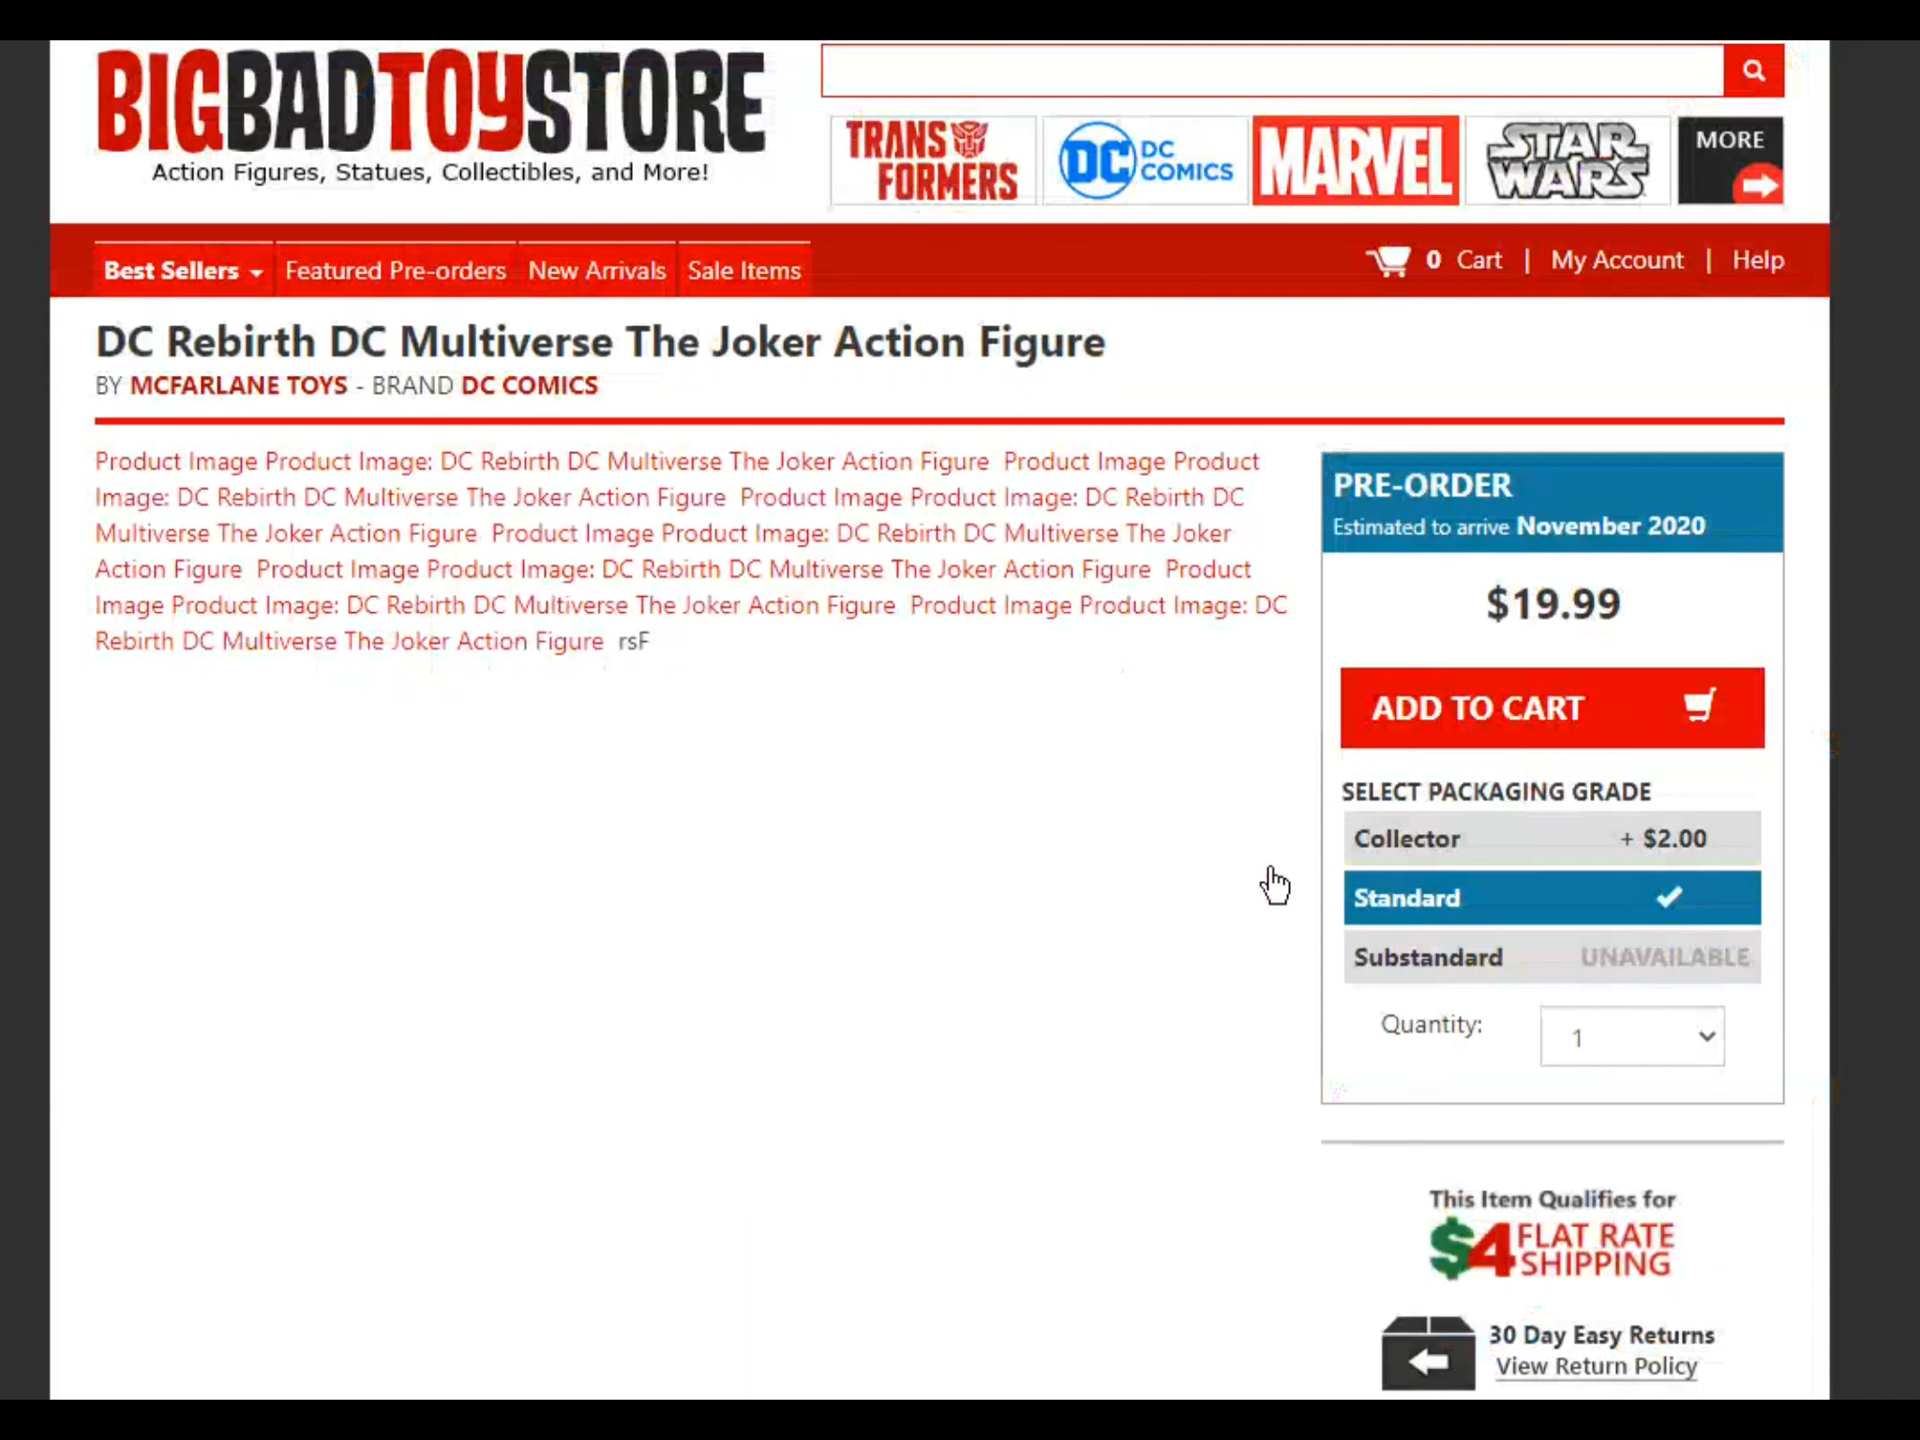 BIGBADTOYSTORE
Action Figures, Statues, Collectibles, and More!
TRANSFORMERS
DC DC COMICS
MARVEL
STAR WARS
MORE
Best Sellers
Featured Pre-orders
New Arrivals
Sale Items
0 Cart | My Account | Help
DC Rebirth DC Multiverse The Joker Action Figure
BY MCFARLANE TOYS - BRAND DC COMICS
Product Image Product Image: DC Rebirth DC Multiverse The Joker Action Figure Product Image Product
Image: DC Rebirth DC Multiverse The Joker Action Figure Product Image Product Image: DC Rebirth DC
Multiverse The Joker Action Figure Product Image Product Image: DC Rebirth DC Multiverse The Joker
Action Figure Product Image Product Image: DC Rebirth DC Multiverse The Joker Action Figure Product
Image Product Image: DC Rebirth DC Multiverse The Joker Action Figure Product Image Product Image: DC
Rebirth DC Multiverse The Joker Action Figure rsF
PRE-ORDER
Estimated to arrive November 2020
$19.99
ADD TO CART
SELECT PACKAGING GRADE
Collector + $2.00
Standard
Substandard UNAVAILABLE
Quantity: 1
This Item Qualifies for
$4 FLAT RATE
SHIPPING
30 Day Easy Returns
View Return Policy